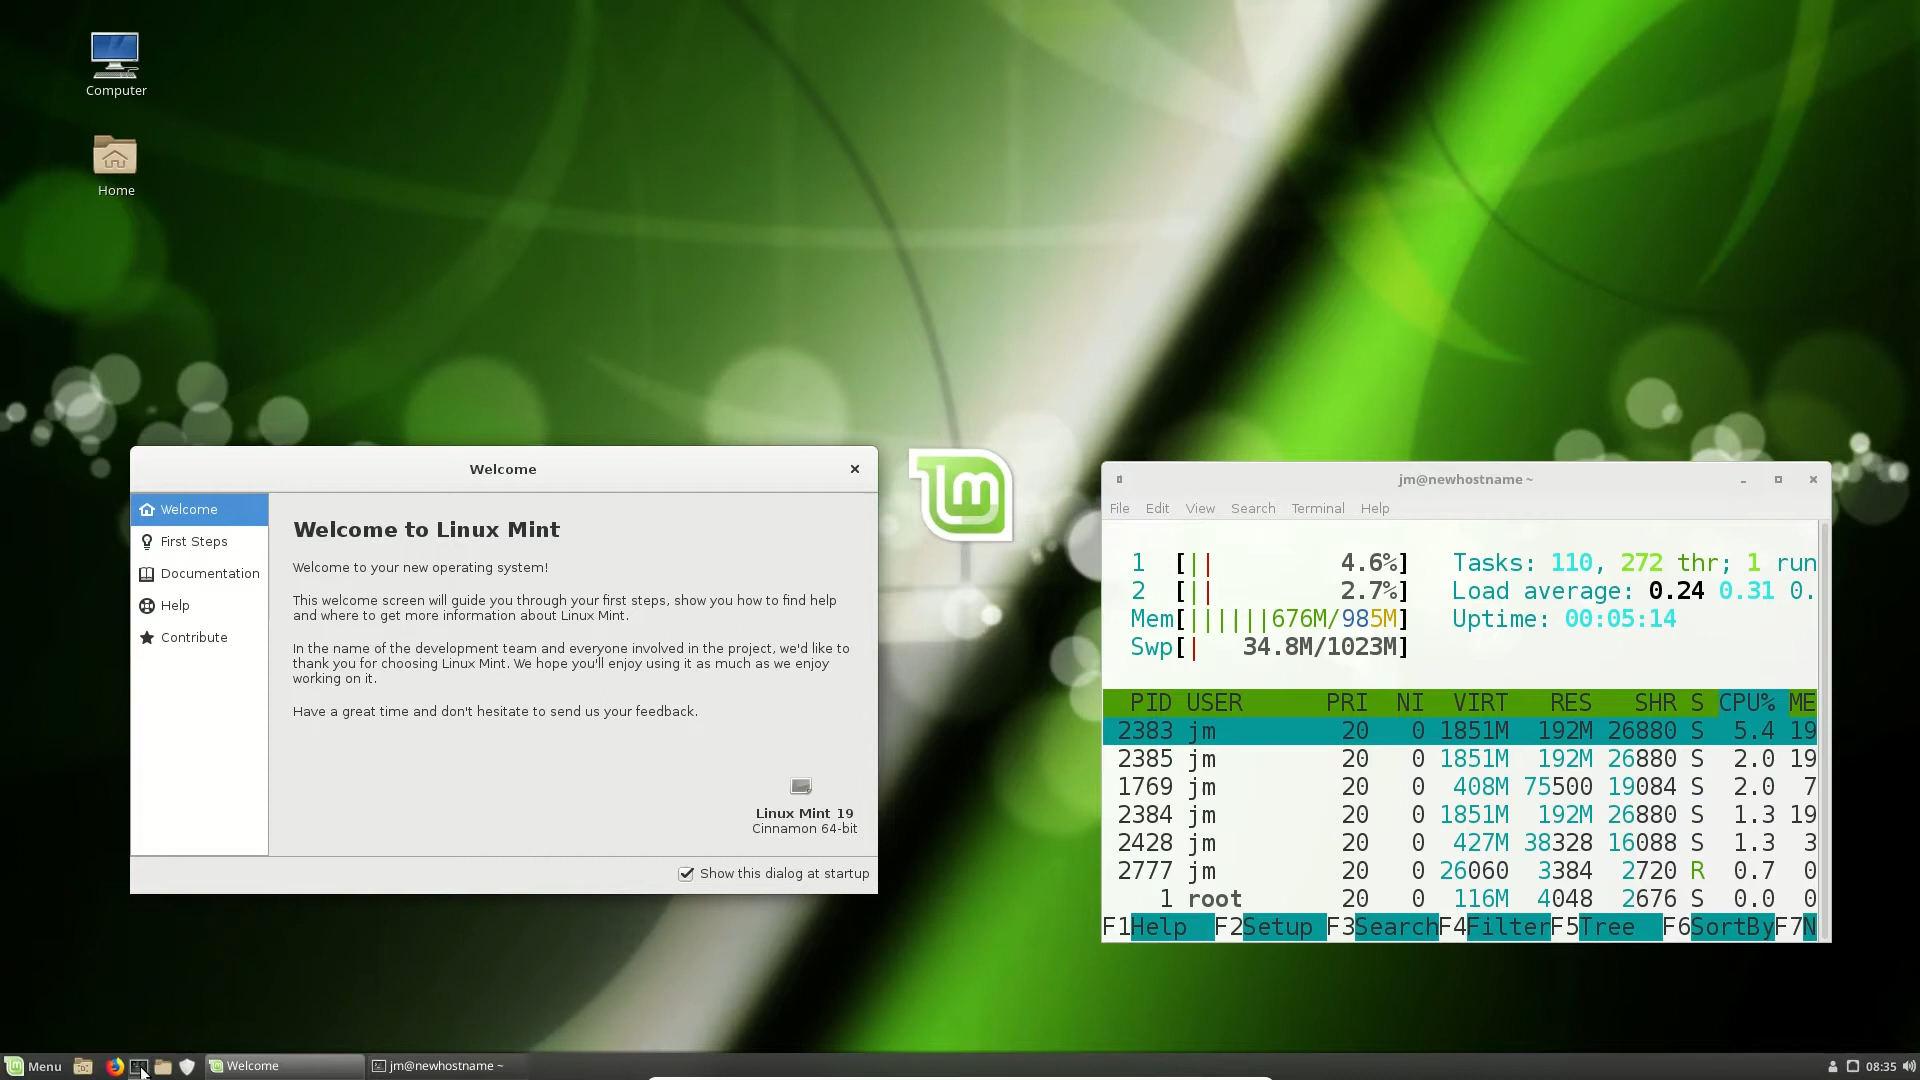 Computer
Home
Welcome
Welcome
First Steps
Documentation
Help
Contribute
Welcome to Linux Mint
Welcome to your new operating system!
This welcome screen will guide you through your first steps, show you how to find help
and where to get more information about Linux Mint.
In the name of the development team and everyone involved in the project, we'd like to
thank you for choosing Linux Mint. We hope you'll enjoy using it as much as we enjoy
working on it.
Have a great time and don't hesitate to send us your feedback.
Linux Mint 19
Cinnamon 64-bit
Show this dialog at startup
jm@newhostname ~
File Edit View Search Terminal Help
1 [|| 4.6%] Tasks: 110, 272 thr; 1 run
2 [|| 2.7%] Load average: 0.24 0.31 0.
Mem[||||||676M/985M] Uptime: 00:05:14
Swp[| 34.8M/1023M]
PID USER PRI NI VIRT RES SHR S CPU% ME
2383 jm 20 0 1851M 192M 26880 S 5.4 19
2385 jm 20 0 1851M 192M 26880 S 2.0 19
1769 jm 20 0 408M 75500 19084 S 2.0 7
2384 jm 20 0 1851M 192M 26880 S 1.3 19
2428 jm 20 0 427M 38328 16088 S 1.3 3
2777 jm 20 0 26060 3384 2720 R 0.7 0
1 root 20 0 116M 4048 2676 S 0.0 0
F1Help F2Setup F3SearchF4FilterF5Tree F6SortByF7N
Menu Welcome jm@newhostname ~ 08:35